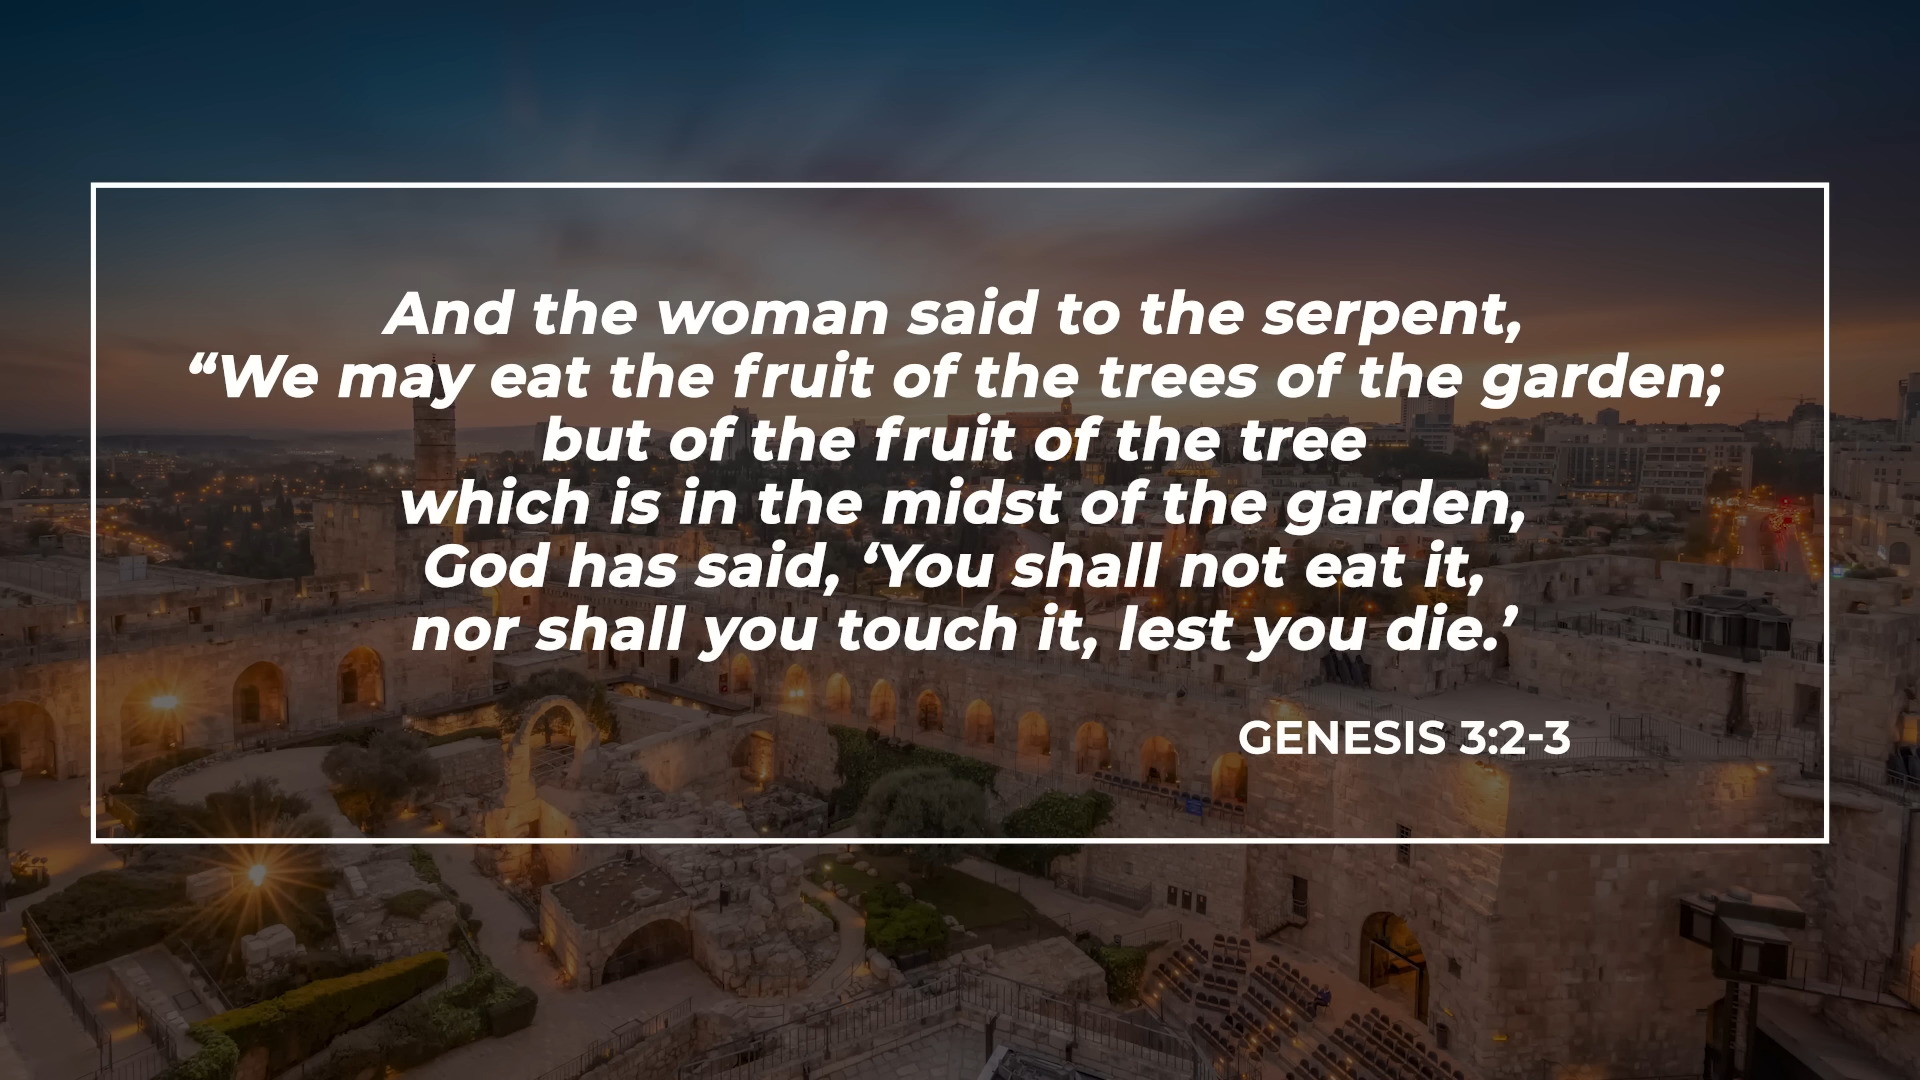 And the woman said to the serpent,
“We may eat the fruit of the trees of the garden;
but of the fruit of the tree
which is in the midst of the garden,
God has said, ‘You shall not eat it,
nor shall you touch it, lest you die.’
GENESIS 3:2-3